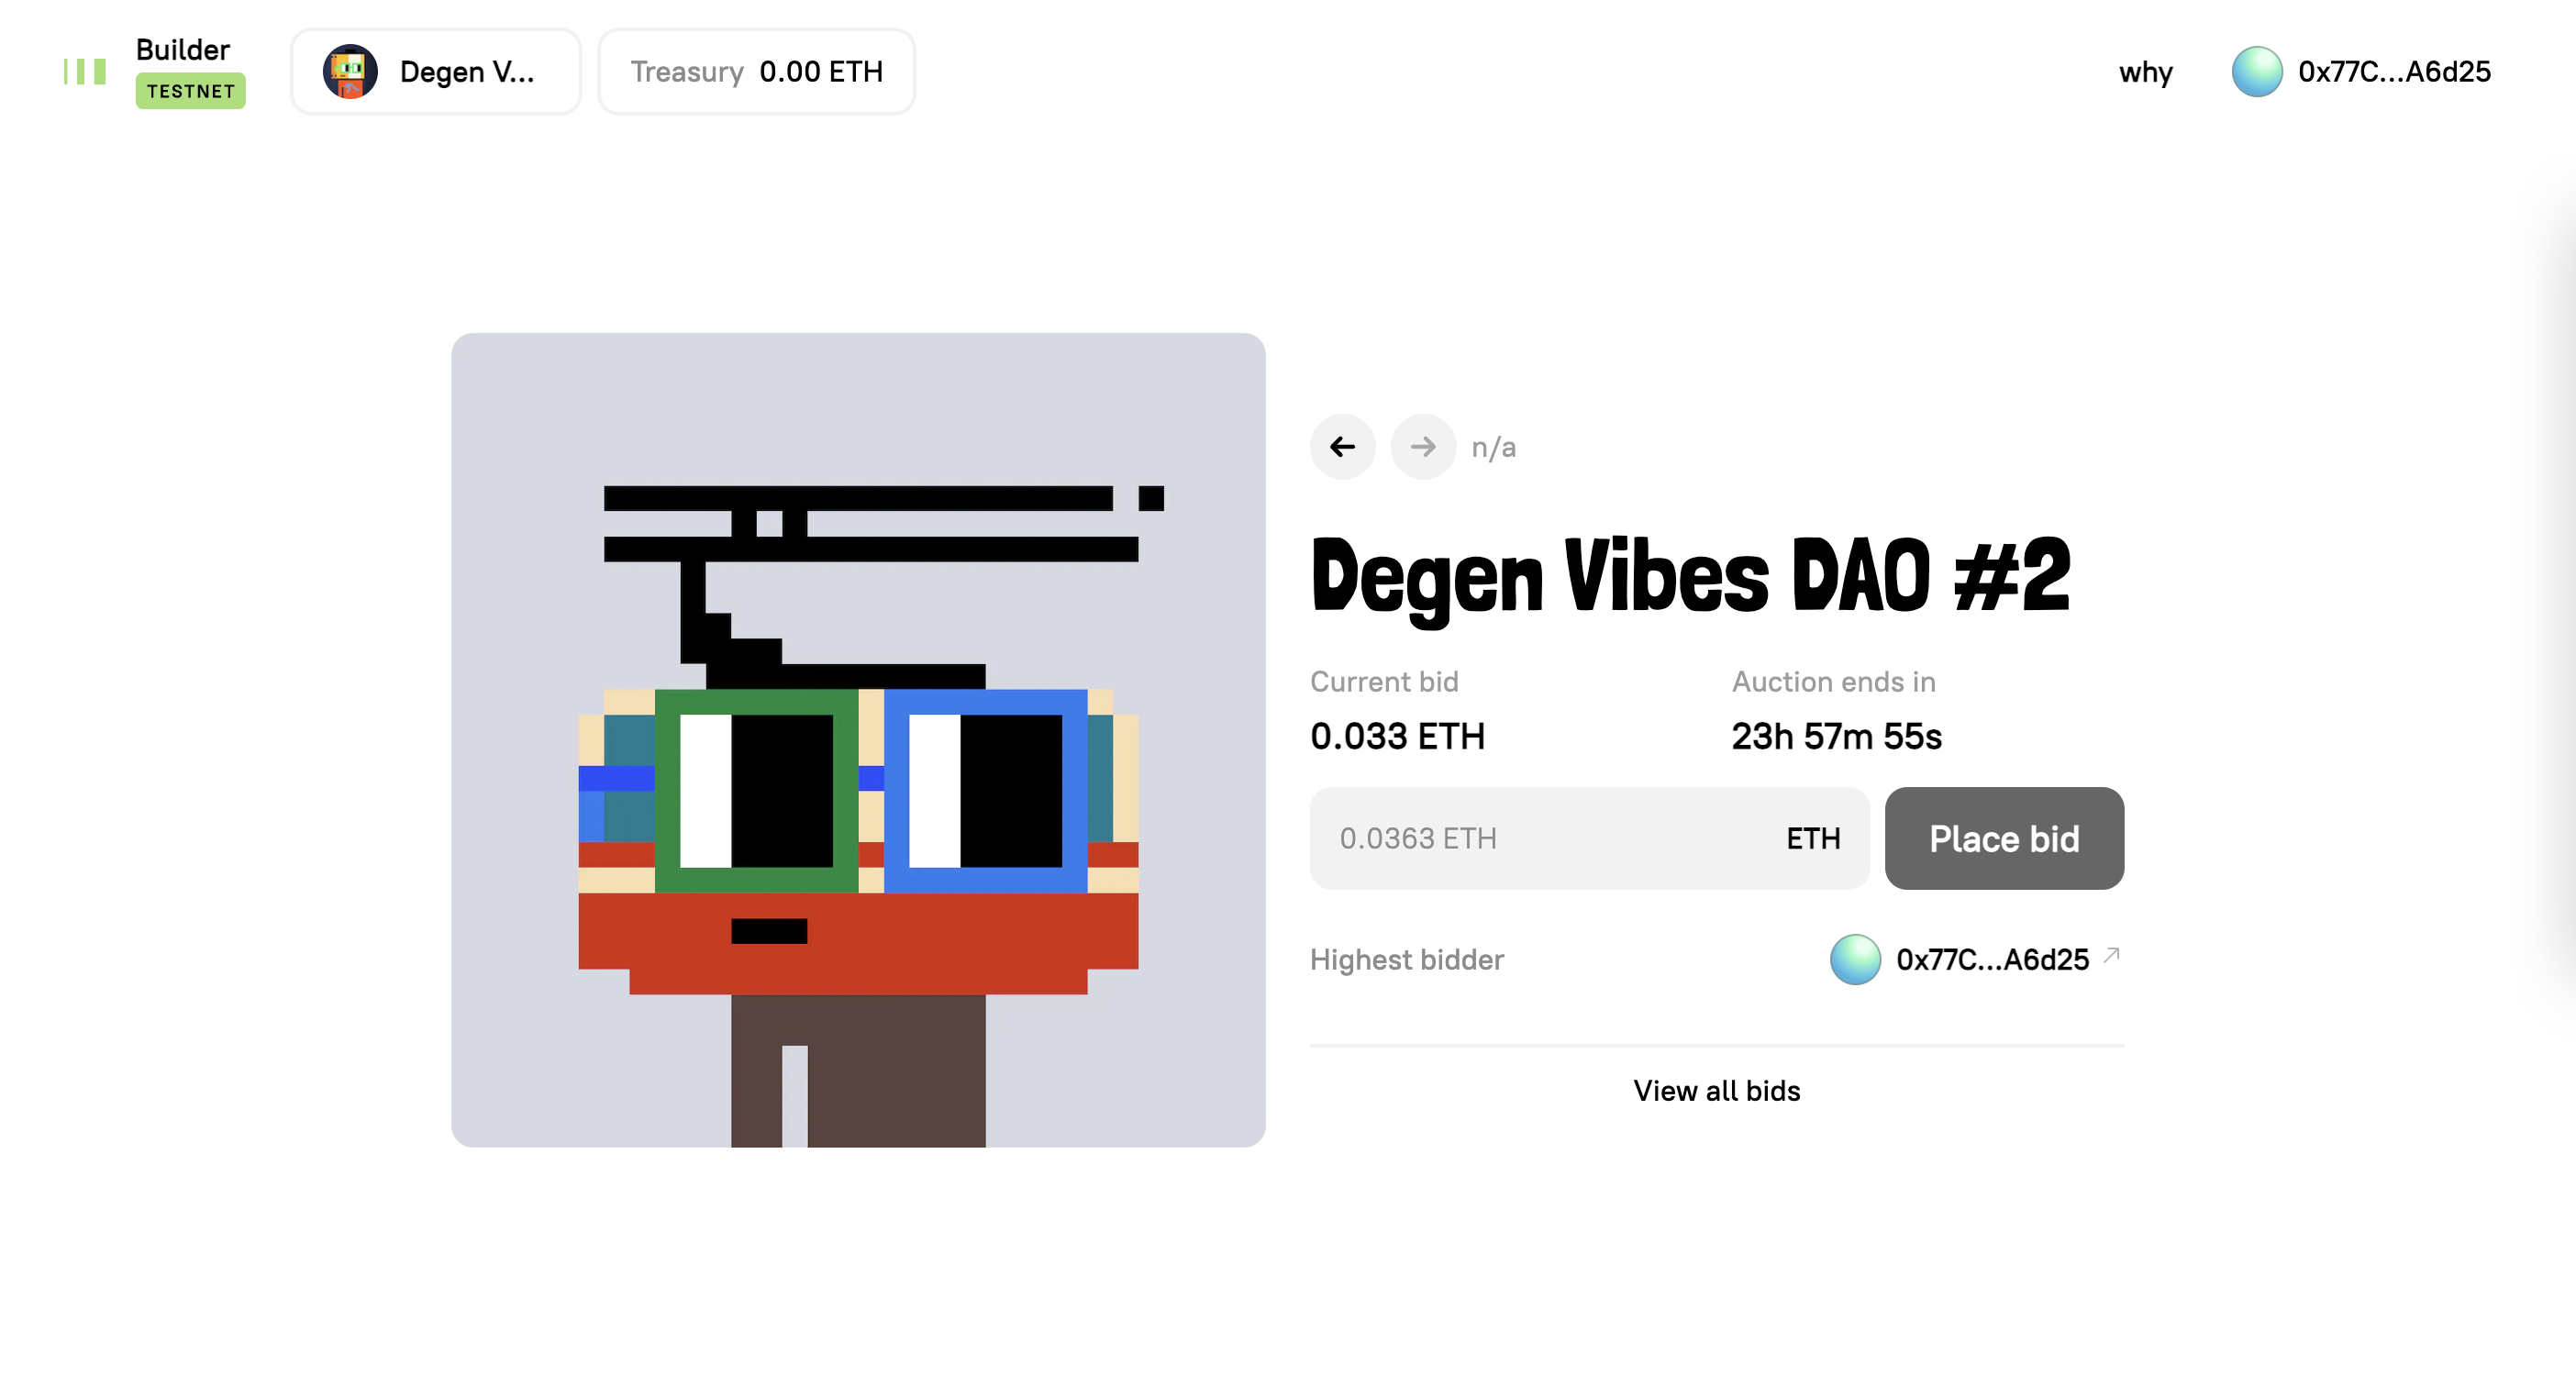 Builder
TESTNET
Degen V...
Treasury 0.00 ETH
why
0x77C...A6d25
n/a
Degen Vibes DAO #2
Current bid
Auction ends in
0.033 ETH
23h 57m 55s
0.0363 ETH
ETH
Place bid
Highest bidder
0x77C...A6d25
View all bids